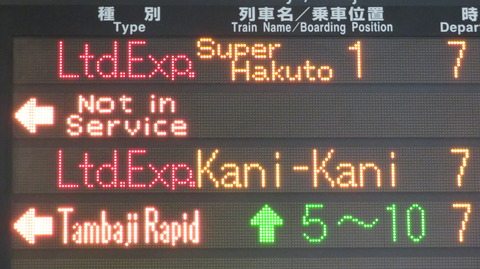 種 別 列車名／乗車位置 時
Type Train Name/Boarding Position Depar
Ltd.Exp. Super Hakuto 1 7
← Not in Service
Ltd.Exp. Kani-Kani 7
← Tambaji Rapid ↑ 5～10 7